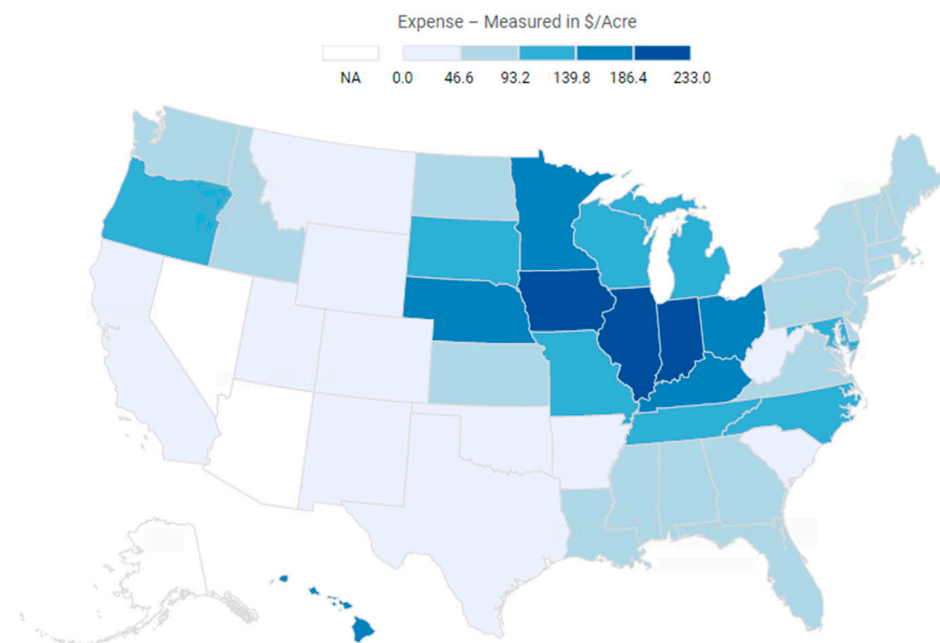 Expense – Measured in $/Acre
NA 0.0 46.6 93.2 139.8 186.4 233.0